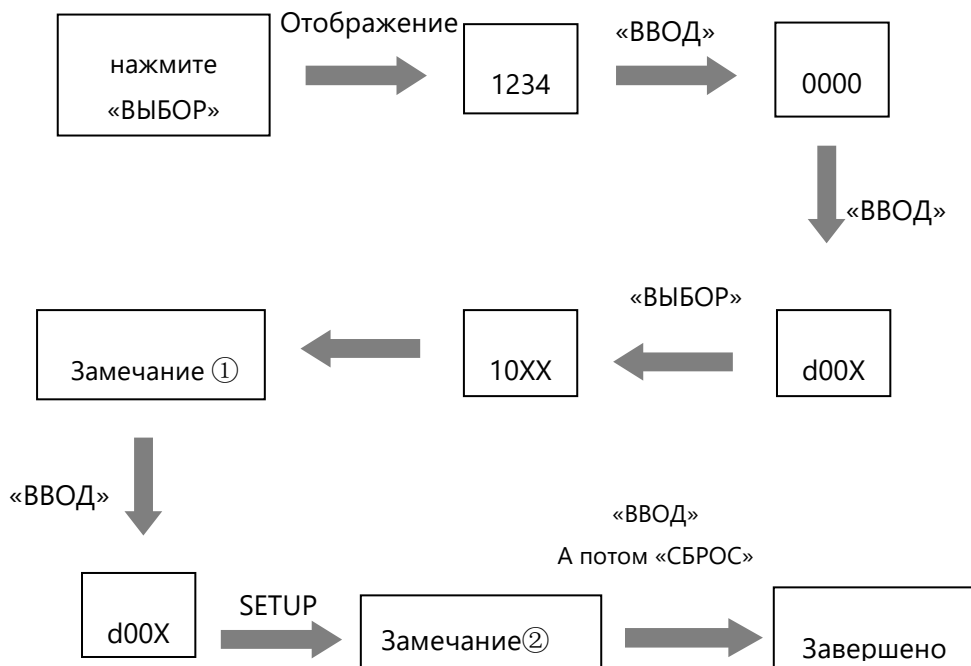 нажмите
«ВЫБОР»
Отображение
1234
«ВВОД»
0000
«ВВОД»
d00X
«ВЫБОР»
10XX
Замечание ①
«ВВОД»
d00X
SETUP
Замечание②
«ВВОД»
А потом «СБРОС»
Завершено